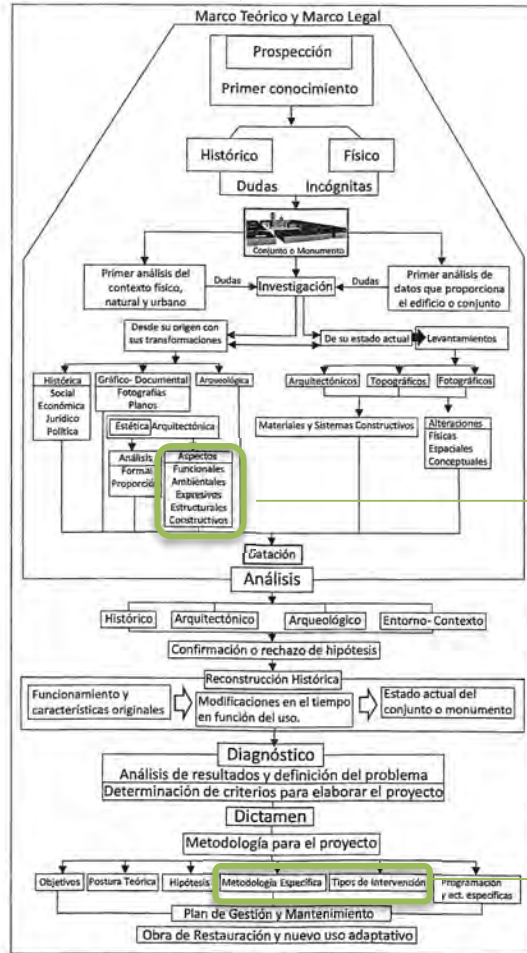 Marco Teórico y Marco Legal
Prospección
Primer conocimiento
Histórico
Físico
Dudas
Incógnitas
Conjunto o Monumento
Primer análisis del
contexto físico,
natural y urbano
Dudas
Investigación
Dudas
Primer análisis de
datos que proporciona
el edificio o conjunto
Desde su origen con
sus transformaciones
De su estado actual
Levantamientos
Histórica
Social
Económica
Jurídico
Política
Gráfico- Documental
Fotografías
Planos
Arqueológica
Arquitectónicos
Topográficos
Fotográficos
Estética
Arquitectónica
Análisis
Formal
Proporción
Aspectos
Funcionales
Ambientales
Expresivos
Estructurales
Constructivos
Materiales y Sistemas Constructivos
Alteraciones
Físicas
Espaciales
Conceptuales
Datación
Análisis
Histórico
Arquitectónico
Arqueológico
Entorno- Contexto
Confirmación o rechazo de hipótesis
Reconstrucción Histórica
Funcionamiento y
características originales
Modificaciones en el tiempo
en función del uso.
Estado actual del
conjunto o monumento
Diagnóstico
Análisis de resultados y definición del problema
Determinación de criterios para elaborar el proyecto
Dictamen
Metodología para el proyecto
Objetivos
Postura Teórica
Hipótesis
Metodología Específica
Tipos de Intervención
Programación
y act. específicas
Plan de Gestión y Mantenimiento
Obra de Restauración y nuevo uso adaptativo